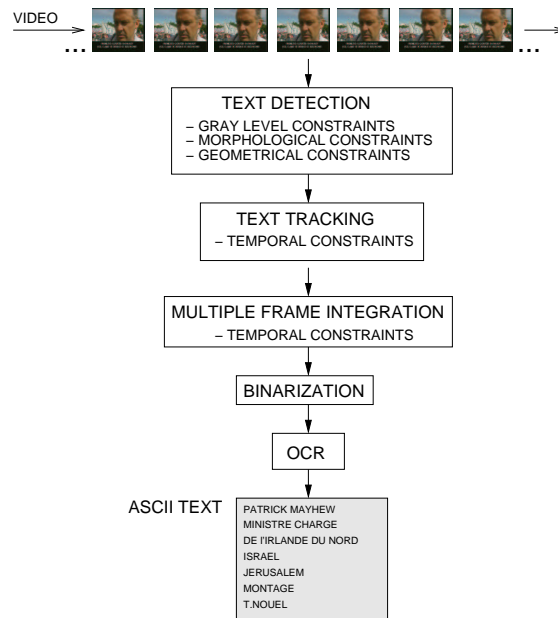 VIDEO
... ...
TEXT DETECTION
– GRAY LEVEL CONSTRAINTS
– MORPHOLOGICAL CONSTRAINTS
– GEOMETRICAL CONSTRAINTS
TEXT TRACKING
– TEMPORAL CONSTRAINTS
MULTIPLE FRAME INTEGRATION
– TEMPORAL CONSTRAINTS
BINARIZATION
OCR
ASCII TEXT
PATRICK MAYHEW
MINISTRE CHARGE
DE l'IRLANDE DU NORD
ISRAEL
JERUSALEM
MONTAGE
T.NOUEL